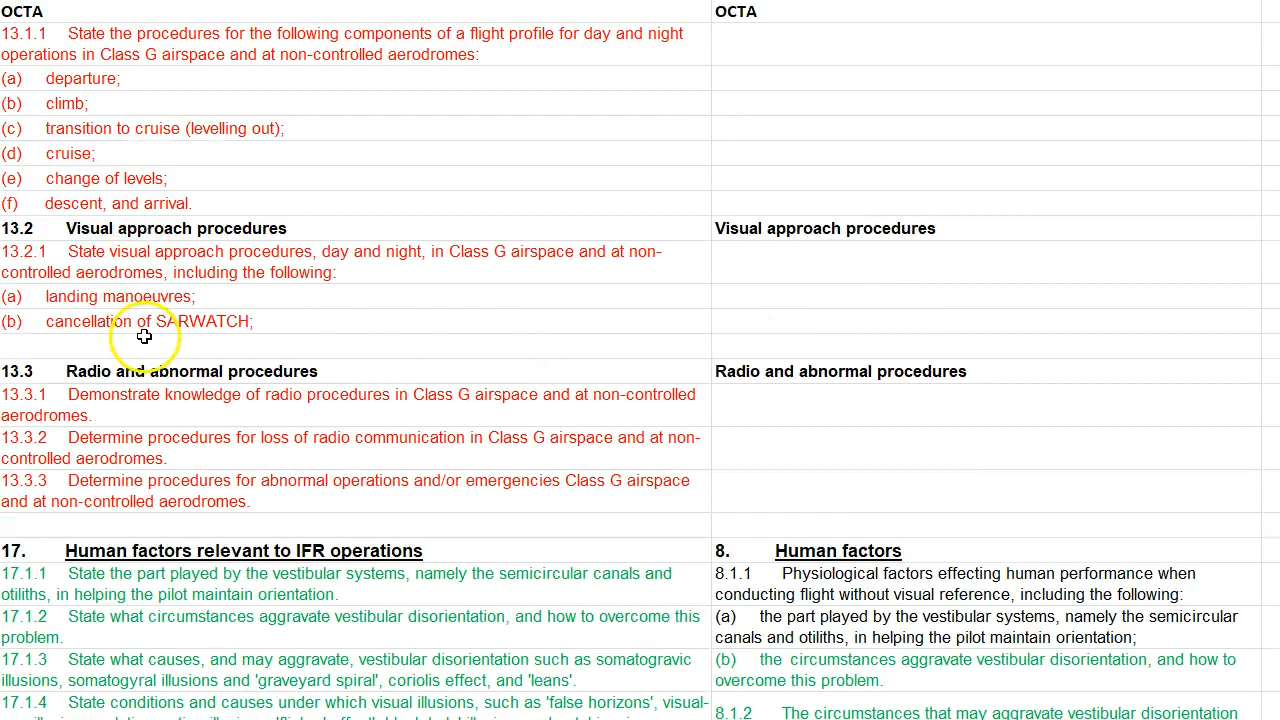 OCTA
13.1.1 State the procedures for the following components of a flight profile for day and night
operations in Class G airspace and at non-controlled aerodromes:
(a) departure;
(b) climb;
(c) transition to cruise (levelling out);
(d) cruise;
(e) change of levels;
(f) descent, and arrival.
13.2 Visual approach procedures
13.2.1 State visual approach procedures, day and night, in Class G airspace and at non-
controlled aerodromes, including the following:
(a) landing manoeuvres;
(b) cancellation of SARWATCH;
13.3 Radio and abnormal procedures
13.3.1 Demonstrate knowledge of radio procedures in Class G airspace and at non-controlled
aerodromes.
13.3.2 Determine procedures for loss of radio communication in Class G airspace and at non-
controlled aerodromes.
13.3.3 Determine procedures for abnormal operations and/or emergencies Class G airspace
and at non-controlled aerodromes.
17. Human factors relevant to IFR operations
17.1.1 State the part played by the vestibular systems, namely the semicircular canals and
otiliths, in helping the pilot maintain orientation.
17.1.2 State what circumstances aggravate vestibular disorientation, and how to overcome this
problem.
17.1.3 State what causes, and may aggravate, vestibular disorientation such as somatogravic
illusions, somatogyral illusions and 'graveyard spiral', coriolis effect, and 'leans'.
17.1.4 State conditions and causes under which visual illusions, such as 'false horizons', visual-
OCTA
Visual approach procedures
Radio and abnormal procedures
8. Human factors
8.1.1 Physiological factors effecting human performance when
conducting flight without visual reference, including the following:
(a) the part played by the vestibular systems, namely the semicircular
canals and otiliths, in helping the pilot maintain orientation;
(b) the circumstances aggravate vestibular disorientation, and how to
overcome this problem.
8.1.2 The circumstances that may aggravate vestibular disorientation